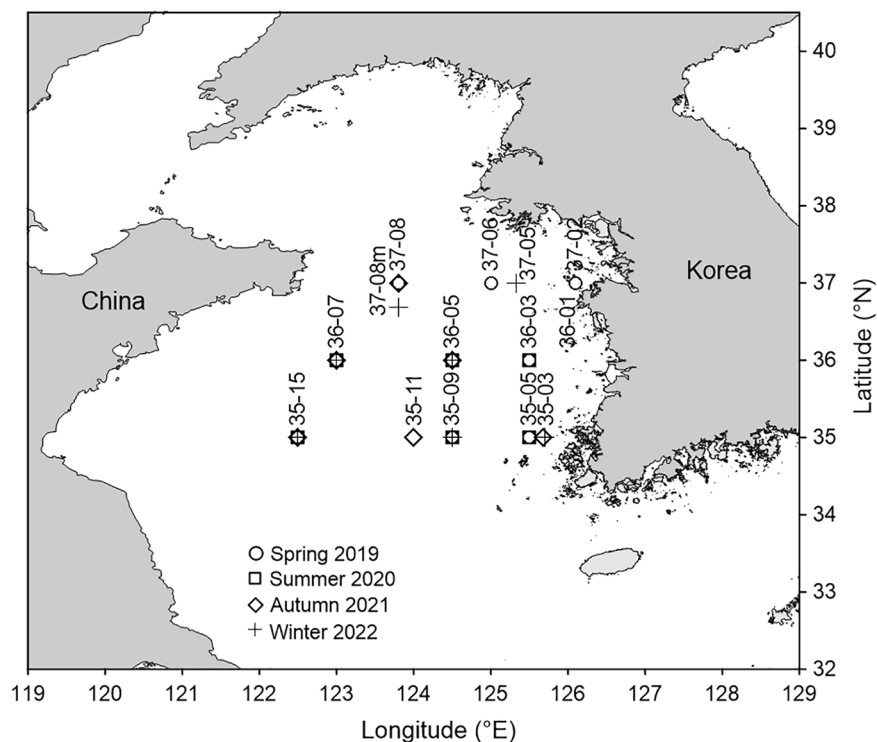 40
39
38
37
36
35
34
33
32
Latitude (°N)
China
Korea
37-08m
37-08
37-06
37-05
37-02
36-07
36-05
36-03
36-01
35-15
35-11
35-09
35-05
35-03
Spring 2019
Summer 2020
Autumn 2021
Winter 2022
119 120 121 122 123 124 125 126 127 128 129
Longitude (°E)